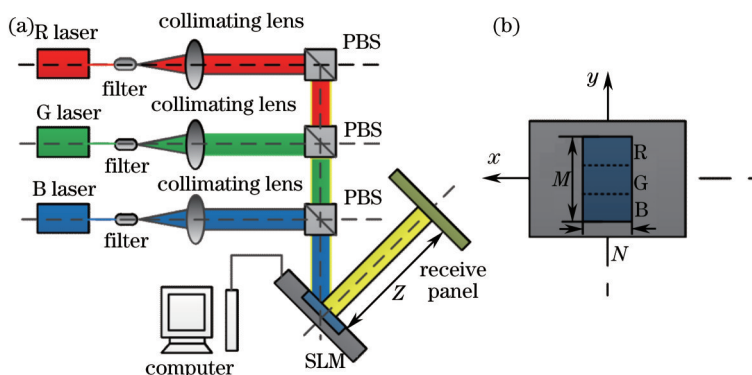 (a)
collimating lens
R laser
PBS
filter
collimating lens
G laser
PBS
filter
collimating lens
B laser
PBS
filter
receive
panel
Z
computer
SLM
(b)
y
x
M
R
G
B
N